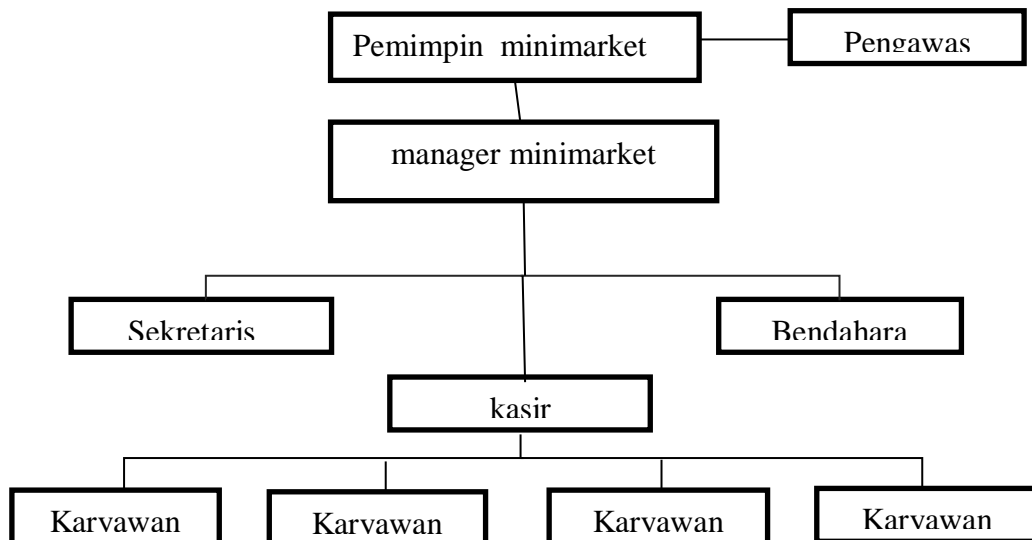 Pemimpin minimarket
Pengawas
manager minimarket
Sekretaris
Bendahara
kasir
Karyawan
Karyawan
Karyawan
Karyawan